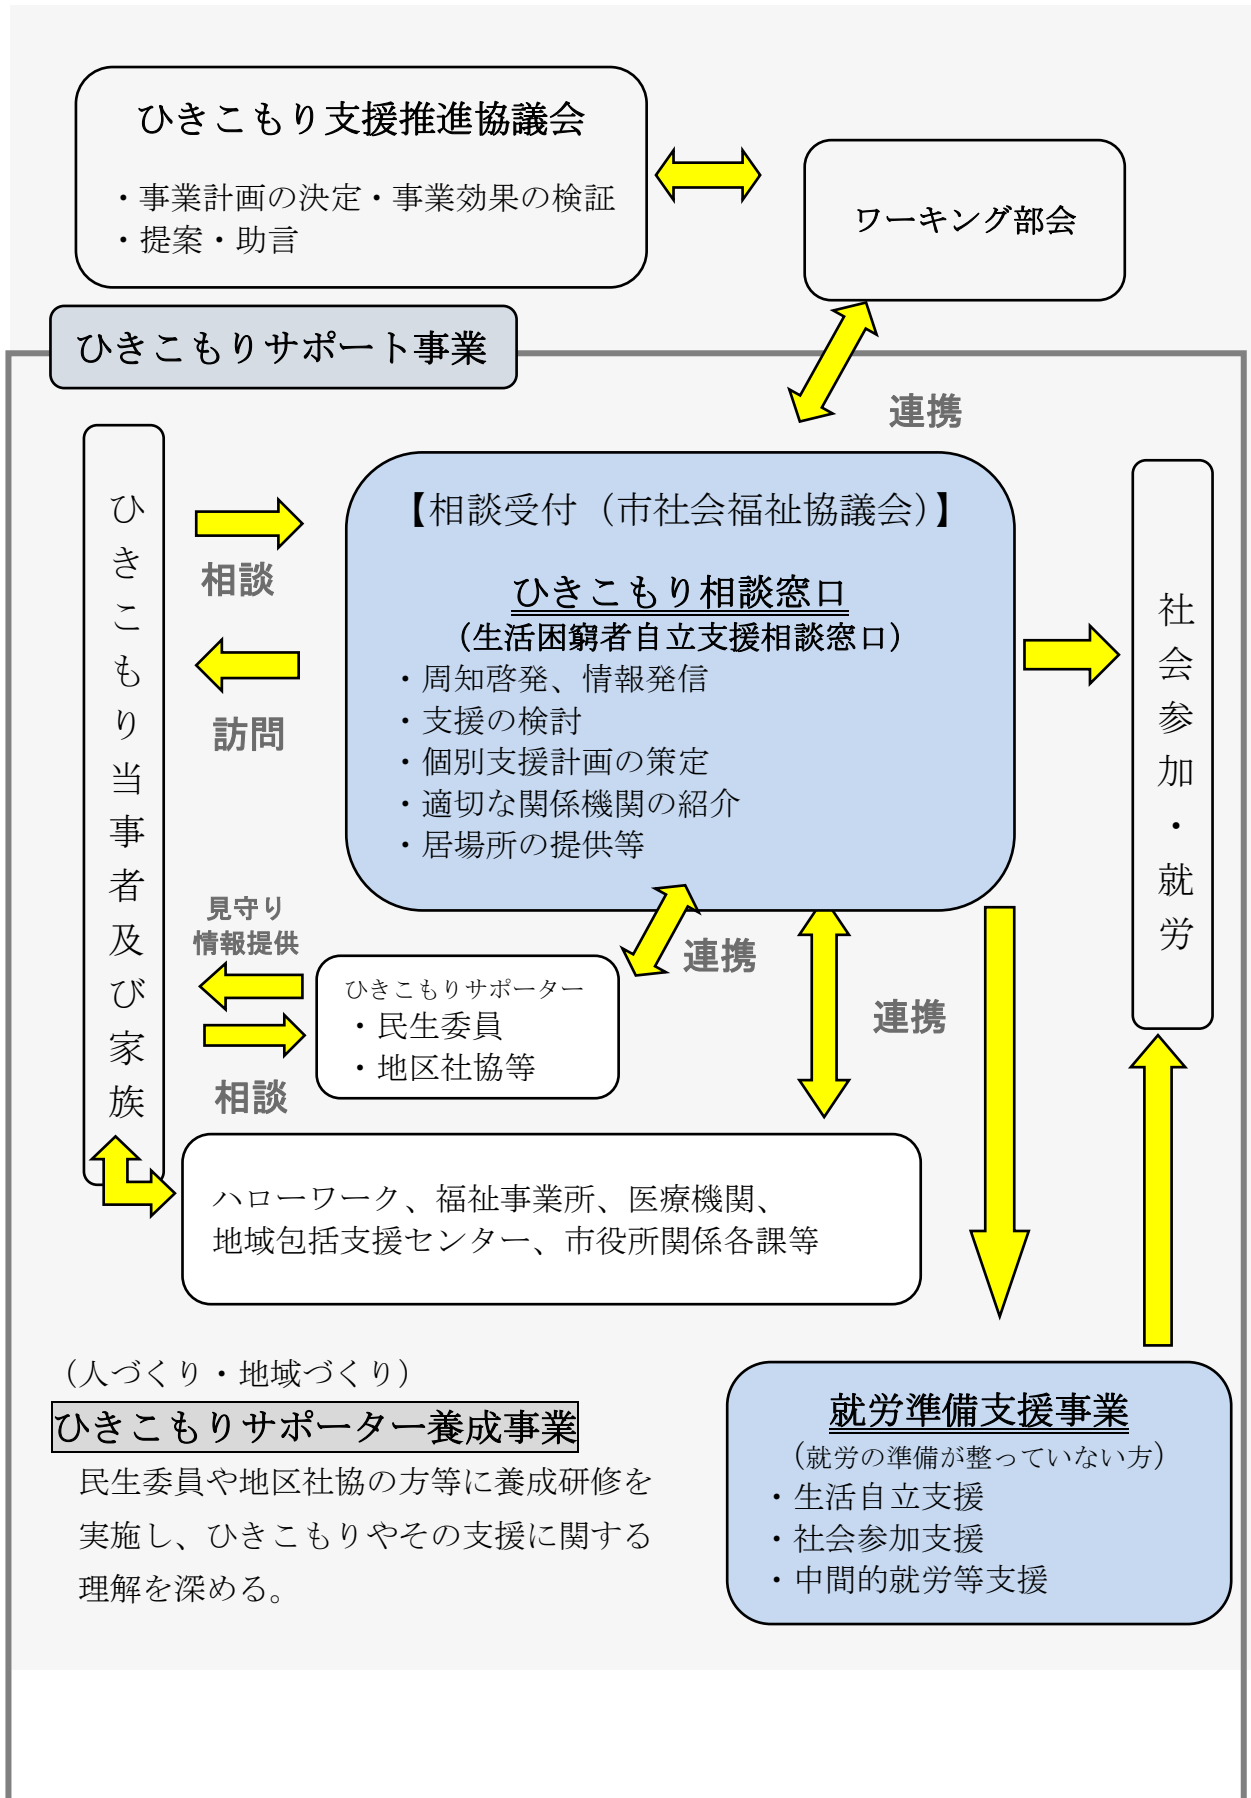 ひきこもり支援推進協議会
・事業計画の決定・事業効果の検証
・提案・助言
ワーキング部会
ひきこもりサポート事業
連携
ひきこもり当事者及び家族
相談
訪問
【相談受付（市社会福祉協議会）】
ひきこもり相談窓口
（生活困窮者自立支援相談窓口）
・周知啓発、情報発信
・支援の検討
・個別支援計画の策定
・適切な関係機関の紹介
・居場所の提供等
社会参加・就労
見守り
情報提供
相談
ひきこもりサポーター
・民生委員
・地区社協等
連携
連携
ハローワーク、福祉事業所、医療機関、
地域包括支援センター、市役所関係各課等
（人づくり・地域づくり）
ひきこもりサポーター養成事業
民生委員や地区社協の方等に養成研修を
実施し、ひきこもりやその支援に関する
理解を深める。
就労準備支援事業
（就労の準備が整っていない方）
・生活自立支援
・社会参加支援
・中間的就労等支援